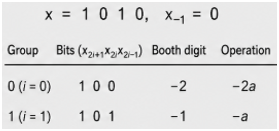 x = 1 0 1 0, x₋₁ = 0
Group Bits (x₂ᵢ₊₁x₂ᵢx₂ᵢ₋₁) Booth digit Operation
0 (i = 0) 1 0 0 −2 −2a
1 (i = 1) 1 0 1 −1 −a